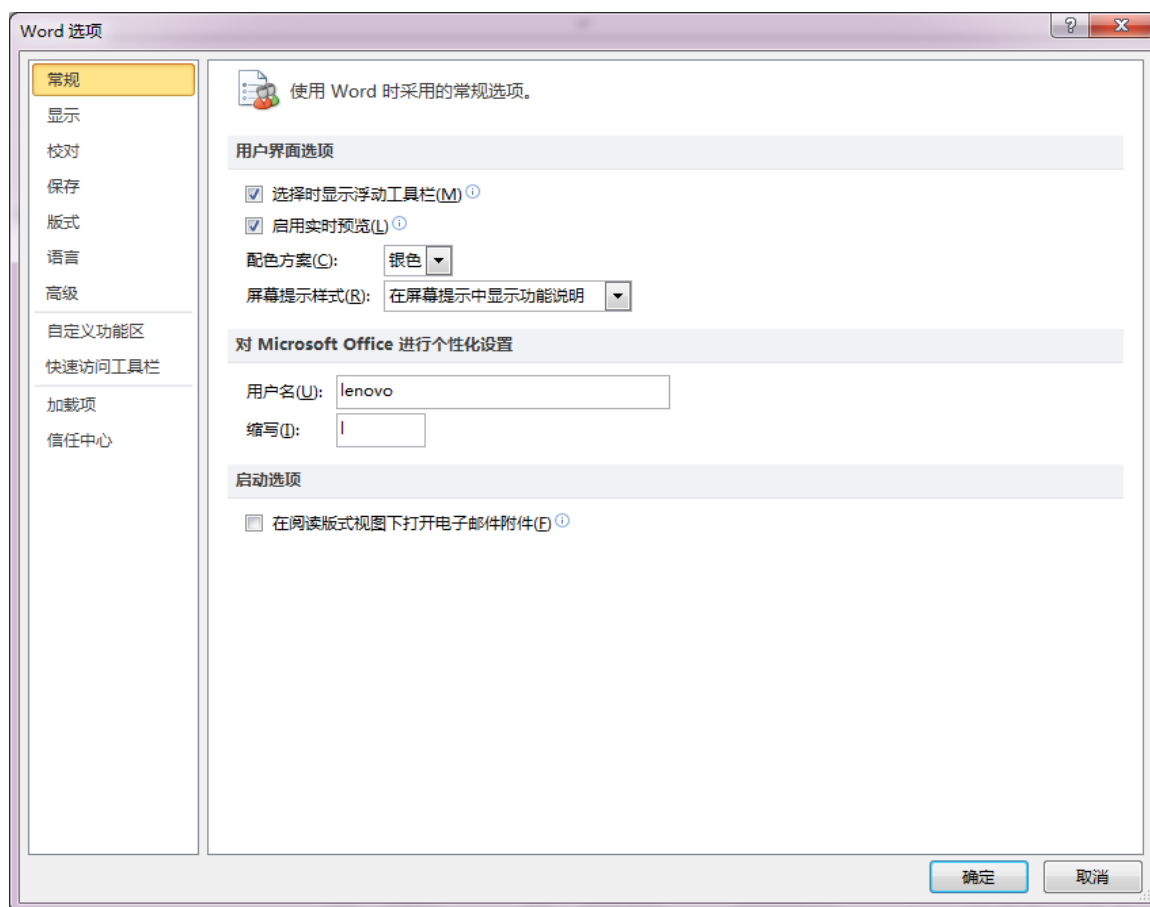 Word 选项
常规
显示
校对
保存
版式
语言
高级
自定义功能区
快速访问工具栏
加载项
信任中心
使用 Word 时采用的常规选项。
用户界面选项
选择时显示浮动工具栏(M)
启用实时预览(L)
配色方案(C): 银色
屏幕提示样式(R): 在屏幕提示中显示功能说明
对 Microsoft Office 进行个性化设置
用户名(U): lenovo
缩写(I): l
启动选项
在阅读版式视图下打开电子邮件附件(F)
确定 取消